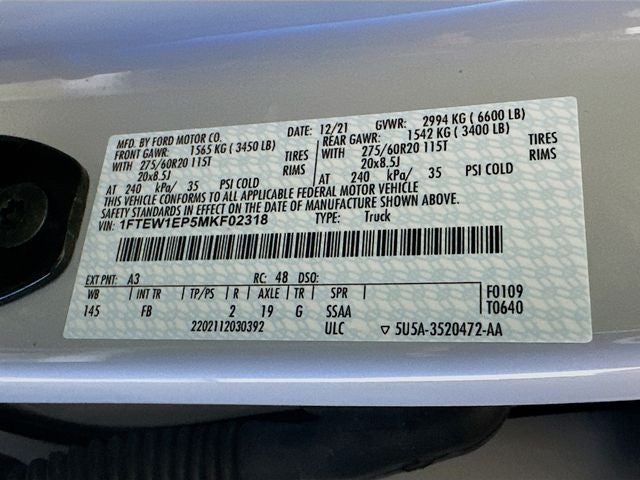 MFD. BY FORD MOTOR CO. DATE: 12/21 GVWR: 2994 KG ( 6600 LB)
FRONT GAWR: 1565 KG ( 3450 LB) REAR GAWR: 1542 KG ( 3400 LB)
WITH 275/60R20 115T TIRES WITH 275/60R20 115T TIRES
20x8.5J RIMS 20x8.5J RIMS
AT 240 kPa/ 35 PSI COLD AT 240 kPa/ 35 PSI COLD
THIS VEHICLE CONFORMS TO ALL APPLICABLE FEDERAL MOTOR VEHICLE
SAFETY STANDARDS IN EFFECT ON THE DATE OF MANUFACTURE SHOWN ABOVE.
VIN: 1FTEW1EP5MKF02318 TYPE: Truck
EXT PNT: A3 RC: 48 DSO: F0109
WB INT TR TP/PS R AXLE TR SPR T0640
145 FB 2 19 G SSAA
2202112030392 ULC ▽ 5U5A-3520472-AA